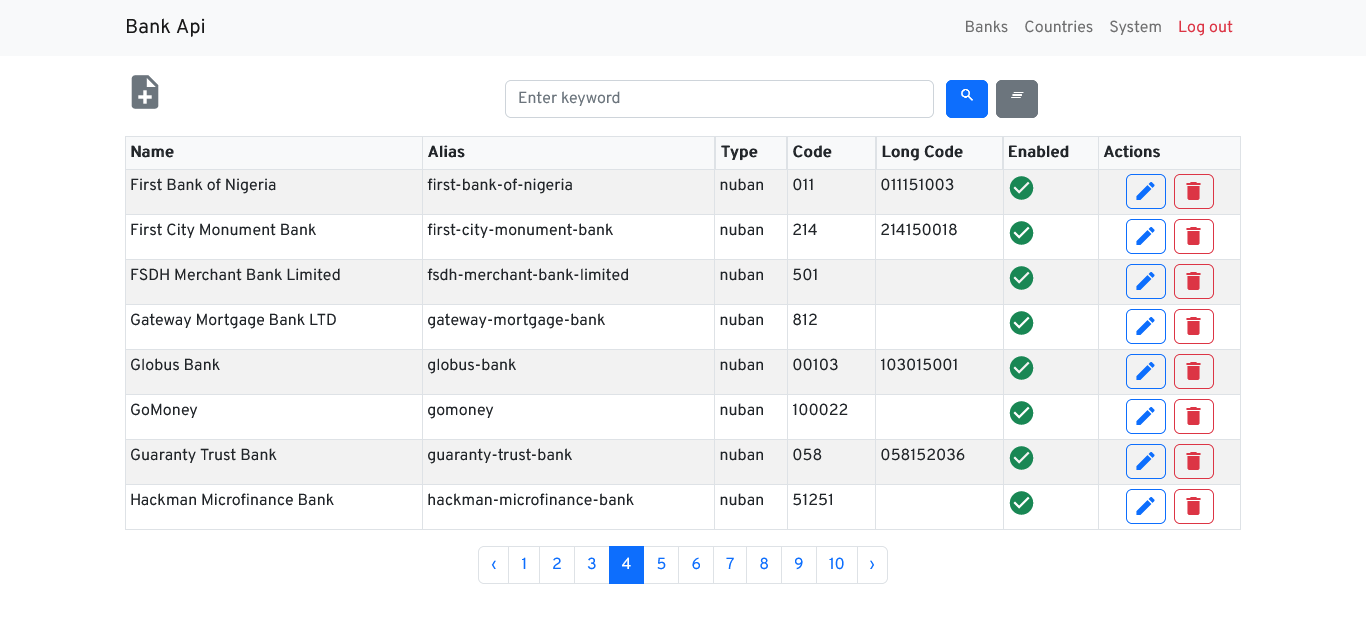 Bank Api Banks Countries System Log out
Enter keyword
Name Alias Type Code Long Code Enabled Actions
First Bank of Nigeria first-bank-of-nigeria nuban 011 011151003
First City Monument Bank first-city-monument-bank nuban 214 214150018
FSDH Merchant Bank Limited fsdh-merchant-bank-limited nuban 501
Gateway Mortgage Bank LTD gateway-mortgage-bank nuban 812
Globus Bank globus-bank nuban 00103 103015001
GoMoney gomoney nuban 100022
Guaranty Trust Bank guaranty-trust-bank nuban 058 058152036
Hackman Microfinance Bank hackman-microfinance-bank nuban 51251
‹ 1 2 3 4 5 6 7 8 9 10 ›